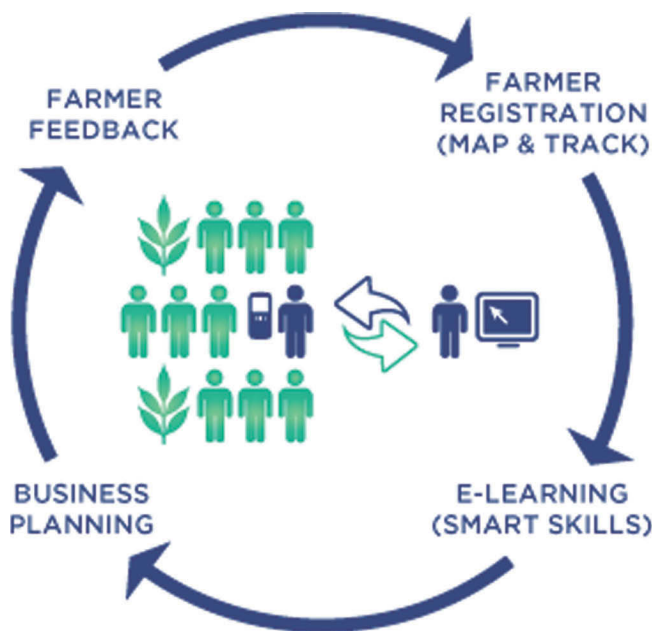 FARMER
FEEDBACK
FARMER
REGISTRATION
(MAP & TRACK)
BUSINESS
PLANNING
E-LEARNING
(SMART SKILLS)